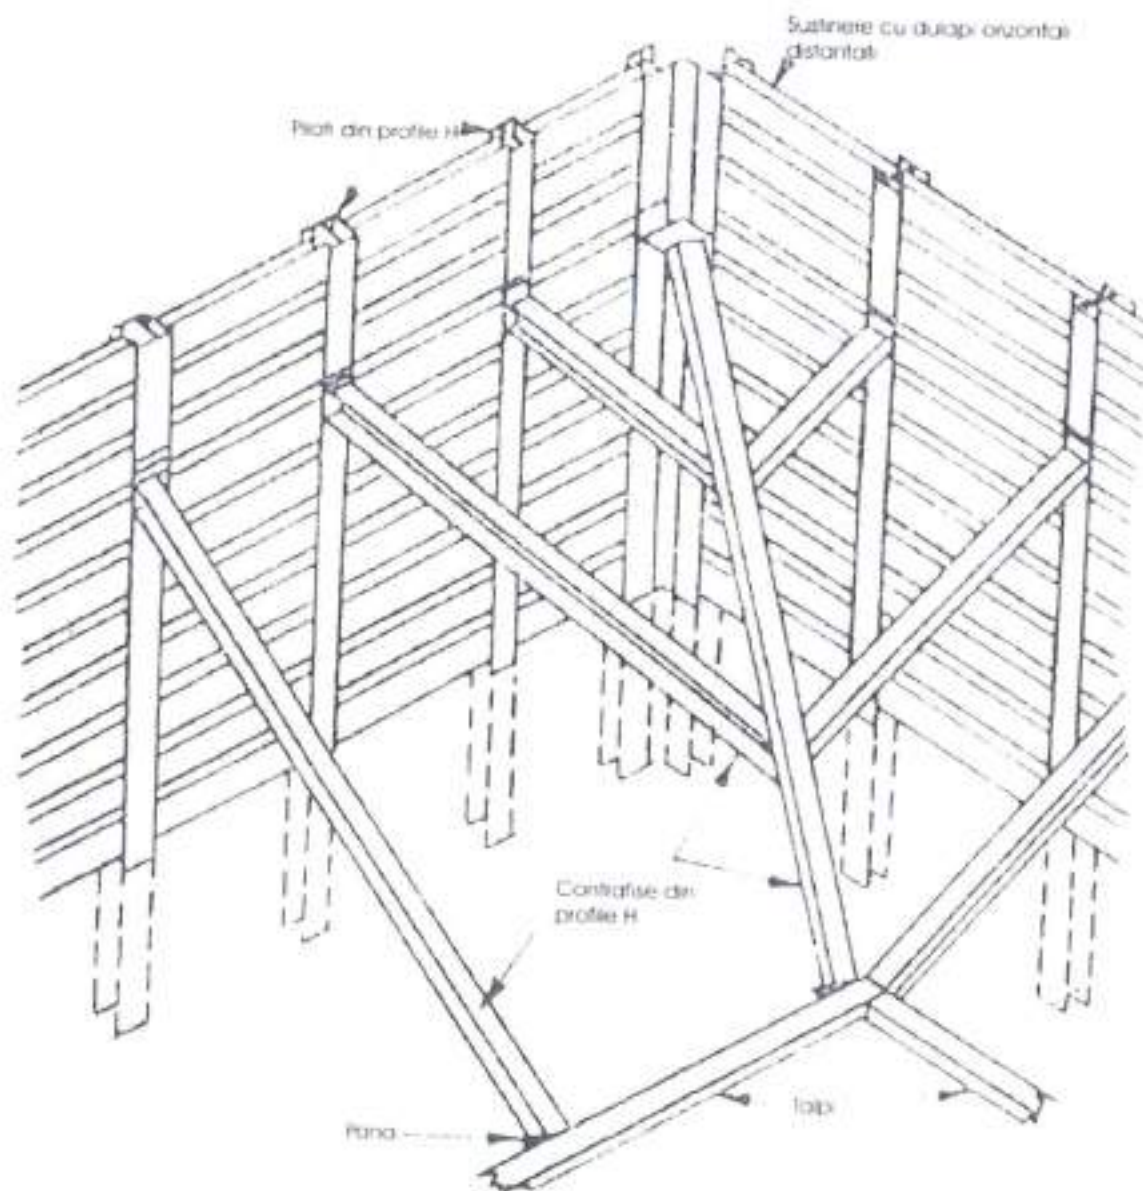 Sustinere cu dulapi orizontali
distantati
Piloti din profile H
Contrafise din
profile H
Talpi
Pana